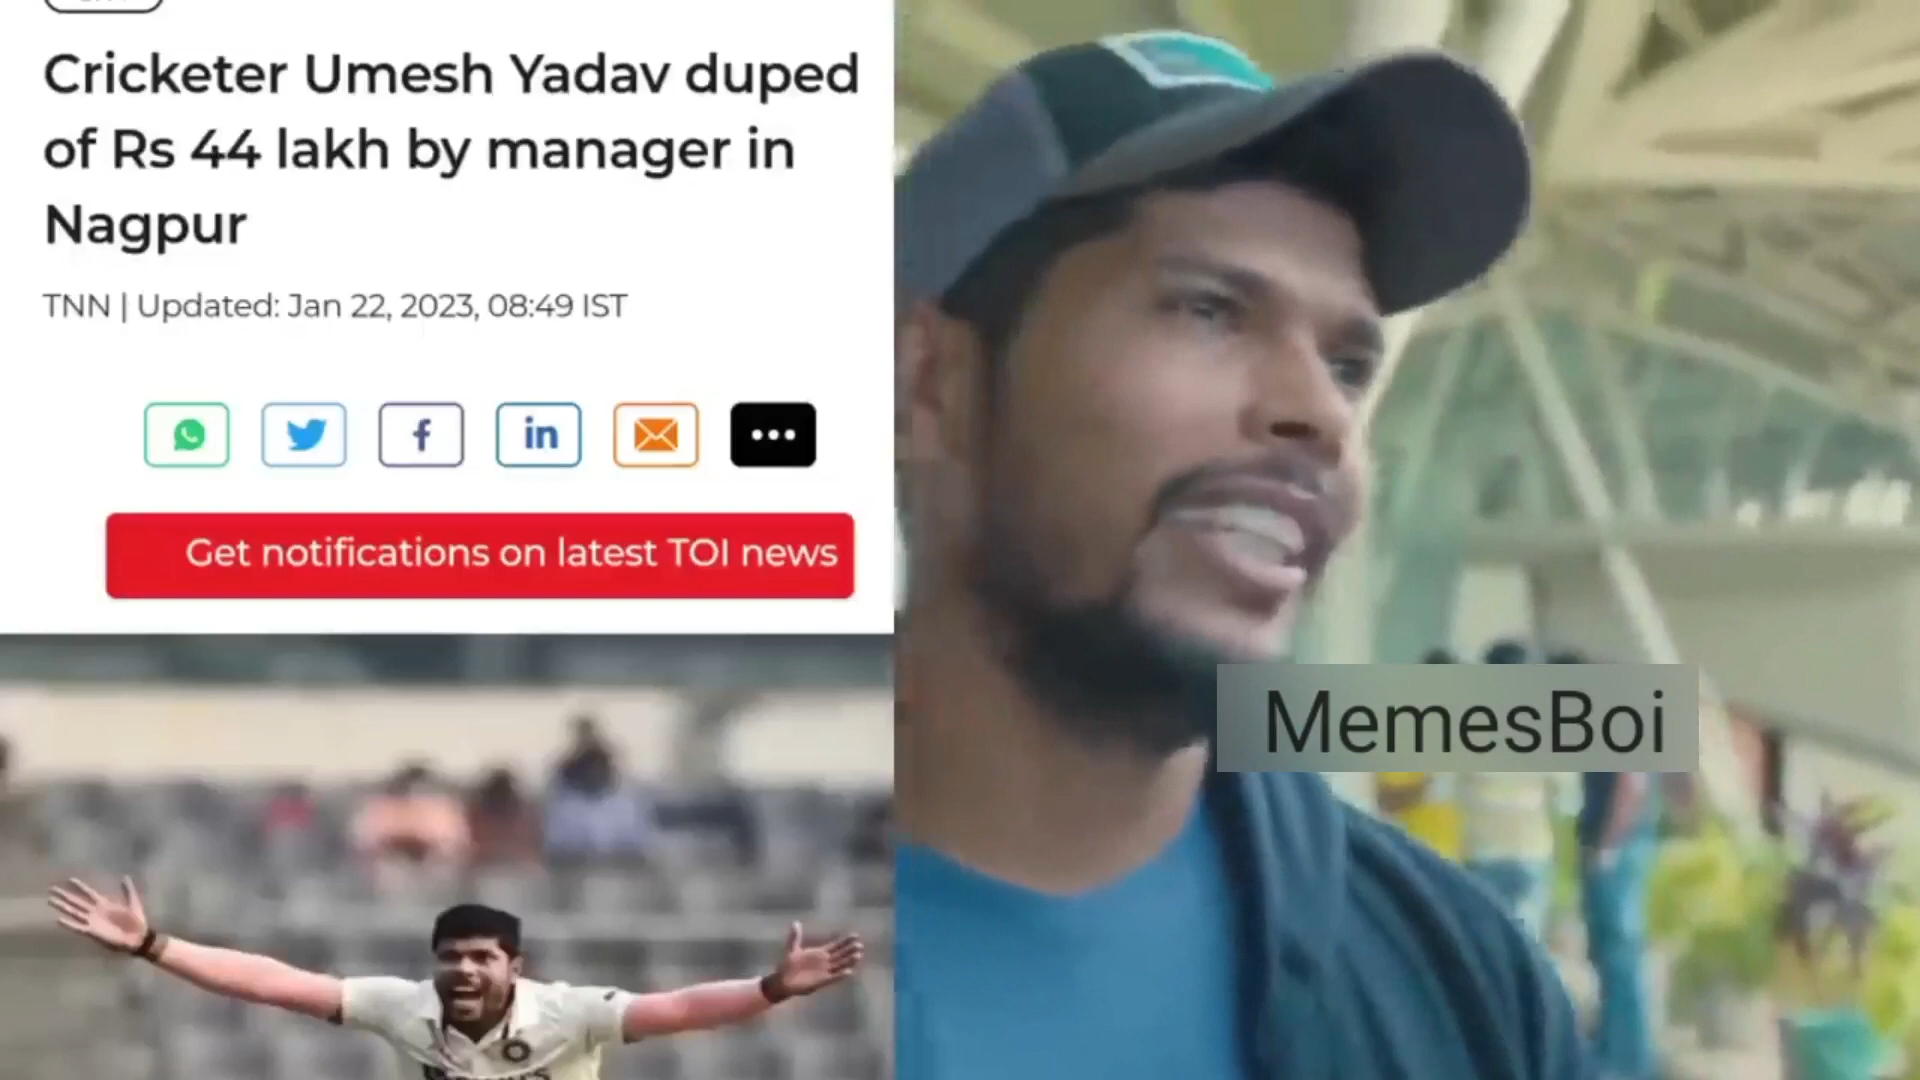 Cricketer Umesh Yadav duped
of Rs 44 lakh by manager in
Nagpur
TNN | Updated: Jan 22, 2023, 08:49 IST
Get notifications on latest TOI news
MemesBoi